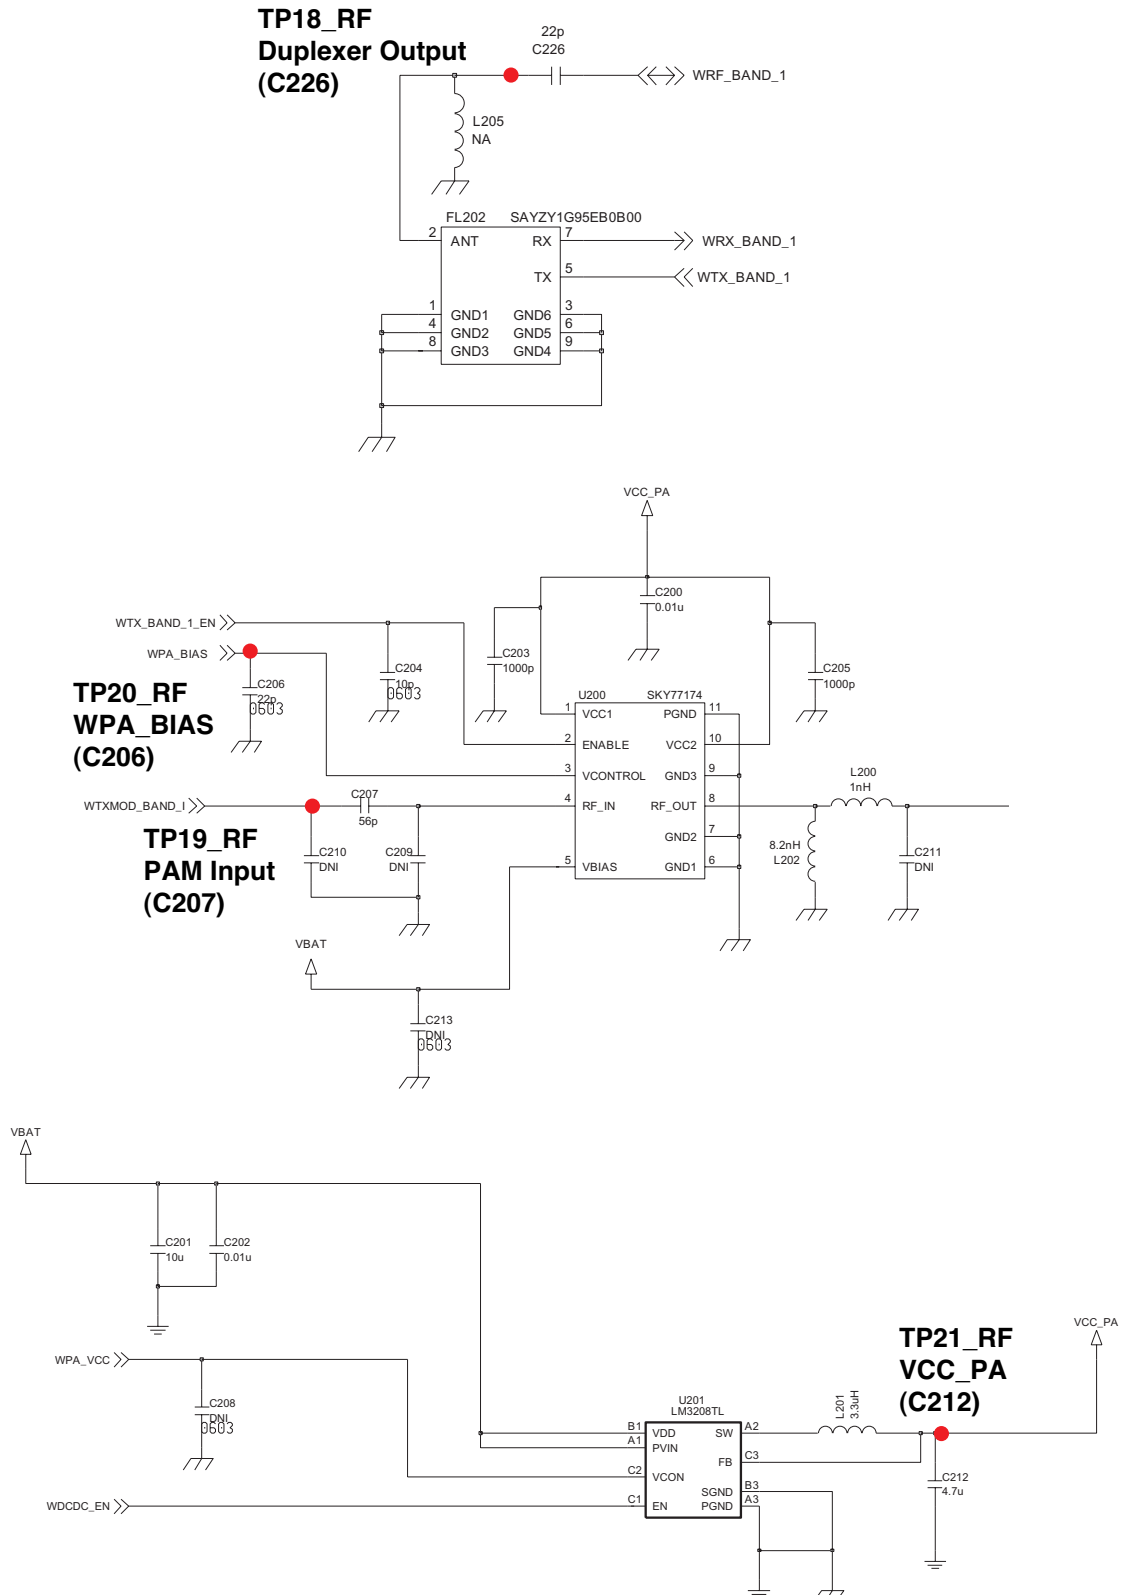 TP18_RF
Duplexer Output
(C226)
22p
C226
WRF_BAND_1
L205
NA
FL202 SAYZY1G95EB0B00
2 ANT RX 7 WRX_BAND_1
TX 5 WTX_BAND_1
1 GND1 GND6 3
4 GND2 GND5 6
8 GND3 GND4 9
VCC_PA
C200
0.01u
WTX_BAND_1_EN
WPA_BIAS
C203
1000p
C204
10p
0603
C205
1000p
C206
22p
0603
TP20_RF
WPA_BIAS
(C206)
U200 SKY77174
1 VCC1 PGND 11
2 ENABLE VCC2 10
3 VCONTROL GND3 9
4 RF_IN RF_OUT 8
GND2 7
5 VBIAS GND1 6
L200
1nH
WTXMOD_BAND_I
C207
56p
TP19_RF
PAM Input
(C207)
C210
DNI
C209
DNI
8.2nH
L202
C211
DNI
VBAT
C213
DNI
0603
VBAT
C201
10u
C202
0.01u
WPA_VCC
C208
DNI
0603
WDCDC_EN
TP21_RF
VCC_PA
(C212)
VCC_PA
U201
LM3208TL
B1 VDD SW A2
A1 PVIN
FB C3
C2 VCON
SGND B3
C1 EN PGND A3
L201
3.3uH
C212
4.7u